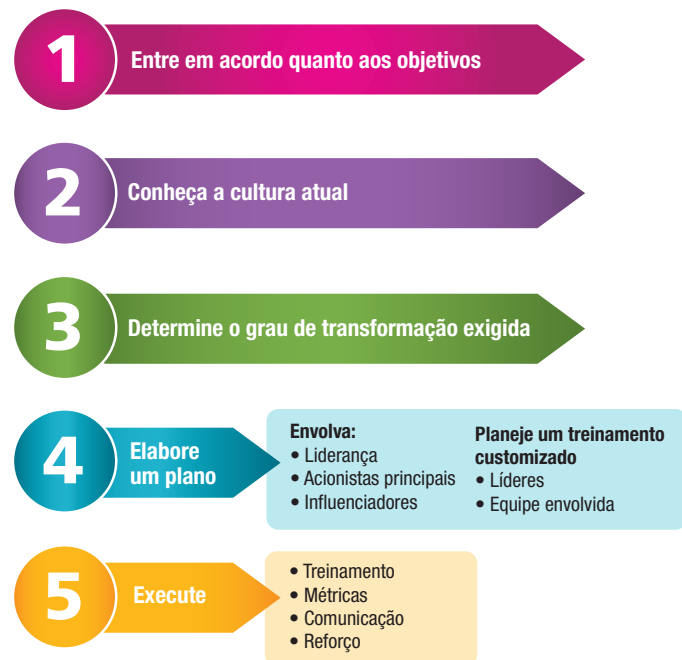 1
Entre em acordo quanto aos objetivos
2
Conheça a cultura atual
3
Determine o grau de transformação exigida
4
Elabore
um plano
Envolva:
• Liderança
• Acionistas principais
• Influenciadores
Planeje um treinamento
customizado
• Líderes
• Equipe envolvida
5
Execute
• Treinamento
• Métricas
• Comunicação
• Reforço